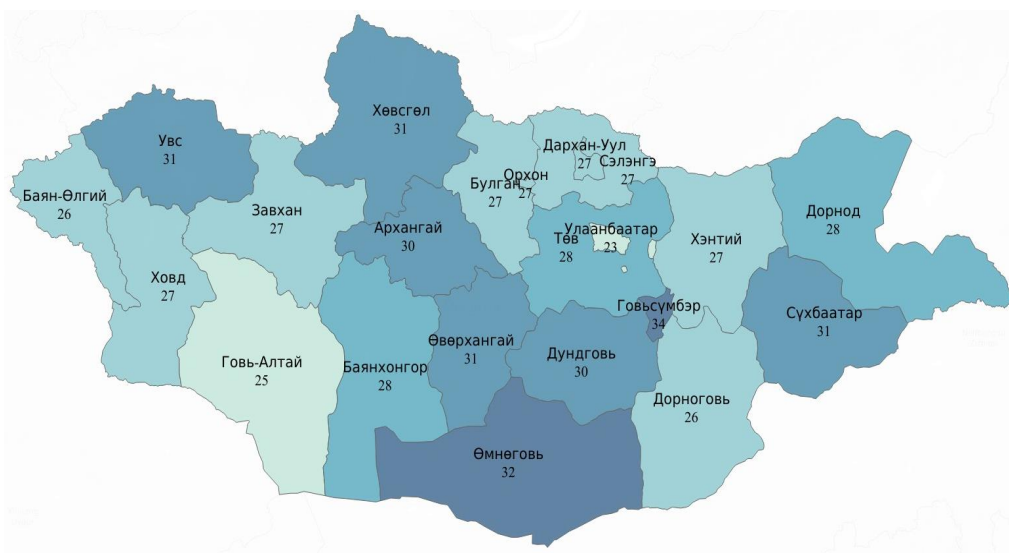 Хөвсгөл
31
Увс
31
Дархан-Уул
27
Сэлэнгэ
27
Орхон
27
Булган
27
Баян-Өлгий
26
Завхан
27
Архангай
30
Улаанбаатар
23
Төв
28
Хэнтий
27
Дорнод
28
Ховд
27
Говьсүмбэр
34
Сүхбаатар
31
Өвөрхангай
31
Дундговь
30
Говь-Алтай
25
Баянхонгор
28
Дорноговь
26
Өмнөговь
32